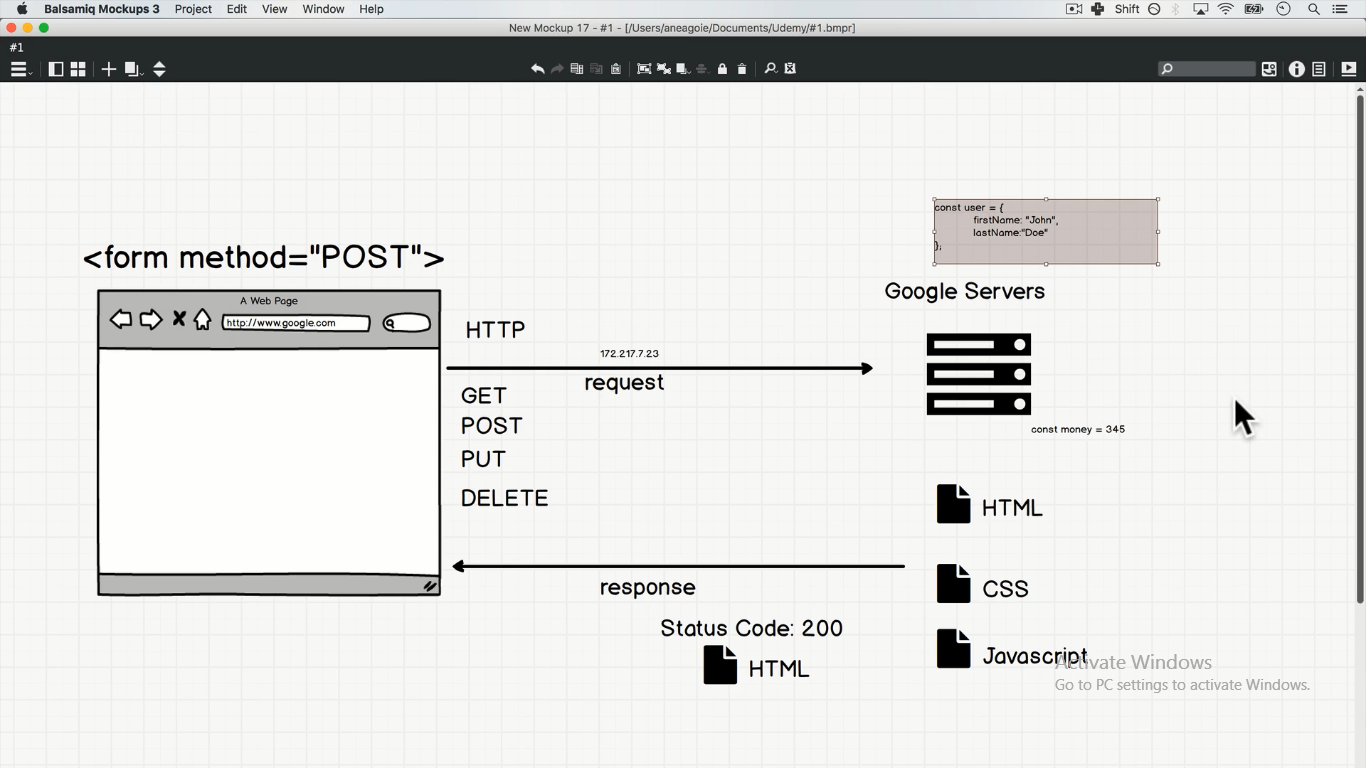 Balsamiq Mockups 3 Project Edit View Window Help Shift
New Mockup 17 - #1 - [/Users/aneagoie/Documents/Udemy/#1.bmpr]
#1
const user = {
firstName: "John",
lastName:"Doe"
};
<form method="POST">
Google Servers
A Web Page
http://www.google.com
HTTP
172.217.7.23
request
GET
POST
PUT
DELETE
const money = 345
HTML
response
CSS
Status Code: 200
HTML
Javascript
Activate Windows
Go to PC settings to activate Windows.